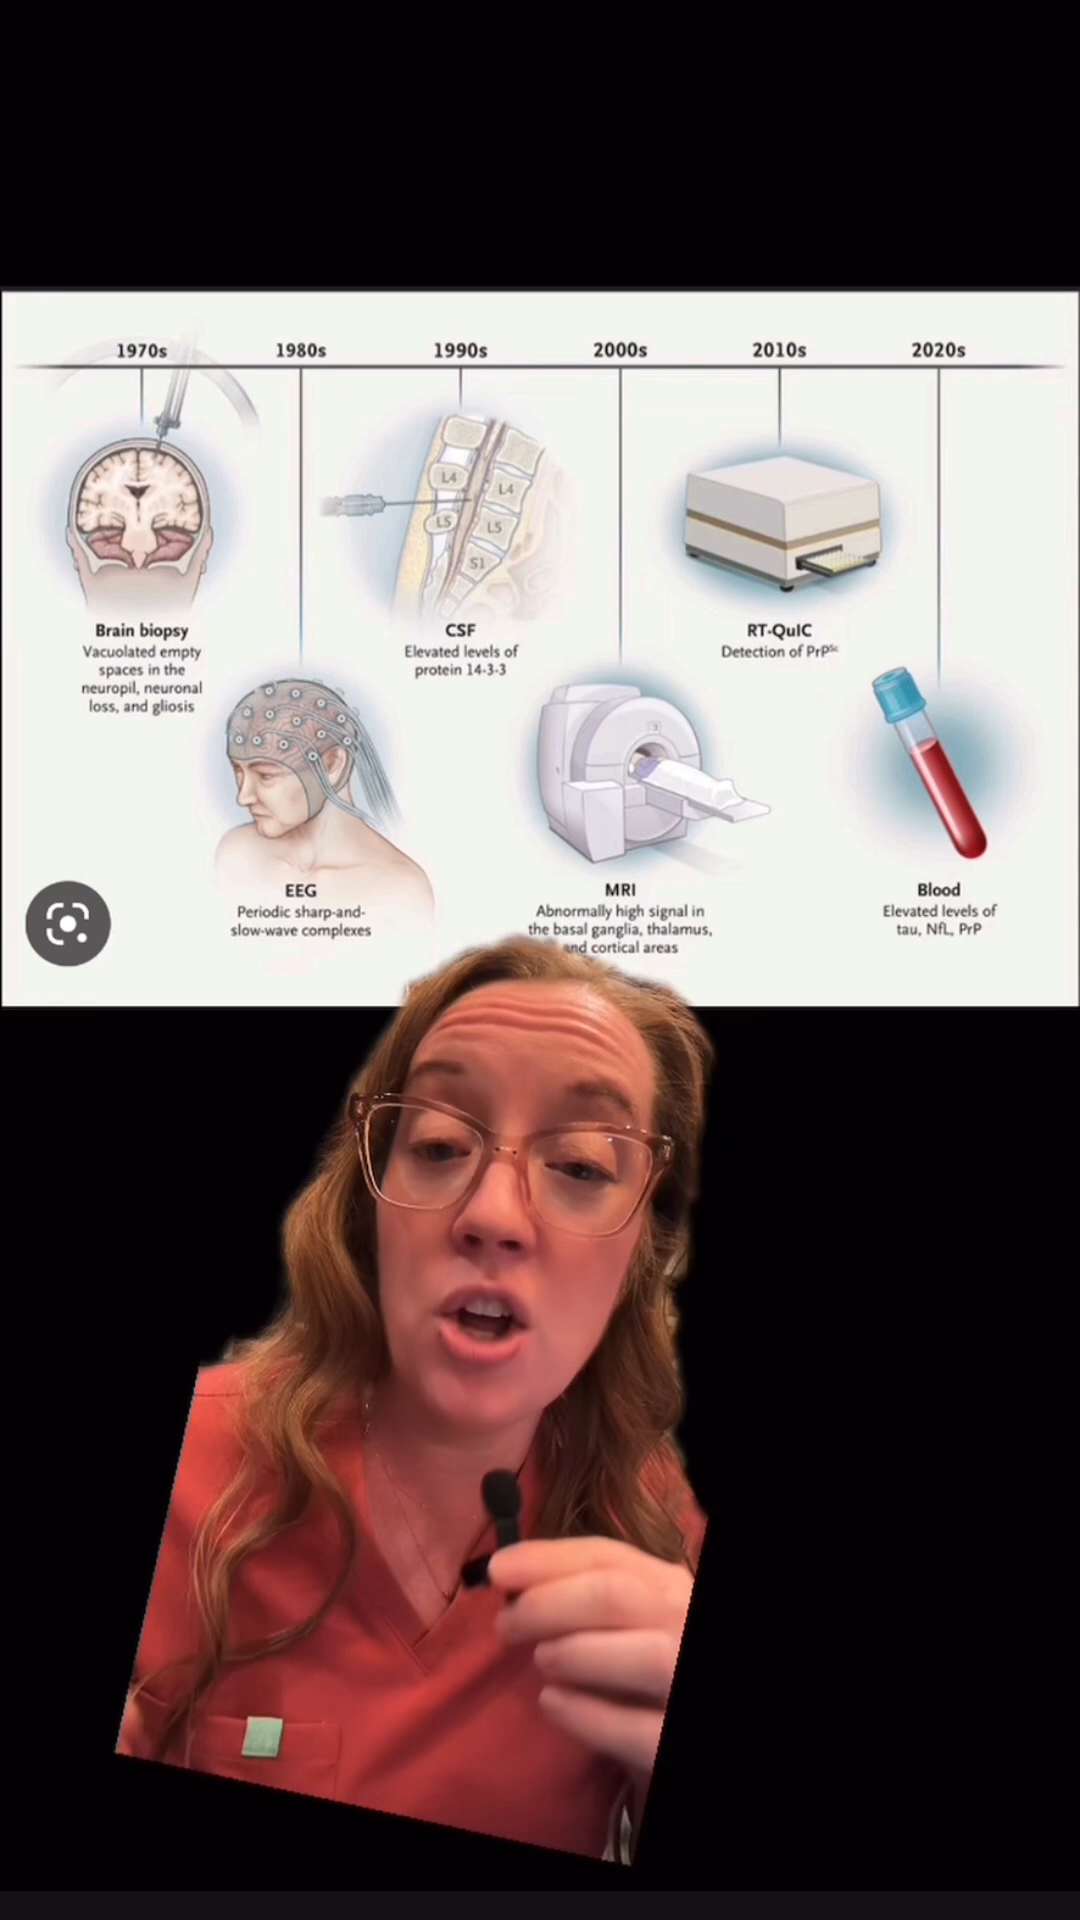 1970s 1980s 1990s 2000s 2010s 2020s
L4
L4
L5
L5
S1
Brain biopsy
Vacuolated empty
spaces in the
neuropil, neuronal
loss, and gliosis
CSF
Elevated levels of
protein 14-3-3
RT-QuIC
Detection of PrPSc
EEG
Periodic sharp-and-
slow-wave complexes
MRI
Abnormally high signal in
the basal ganglia, thalamus,
and cortical areas
Blood
Elevated levels of
tau, NfL, PrP